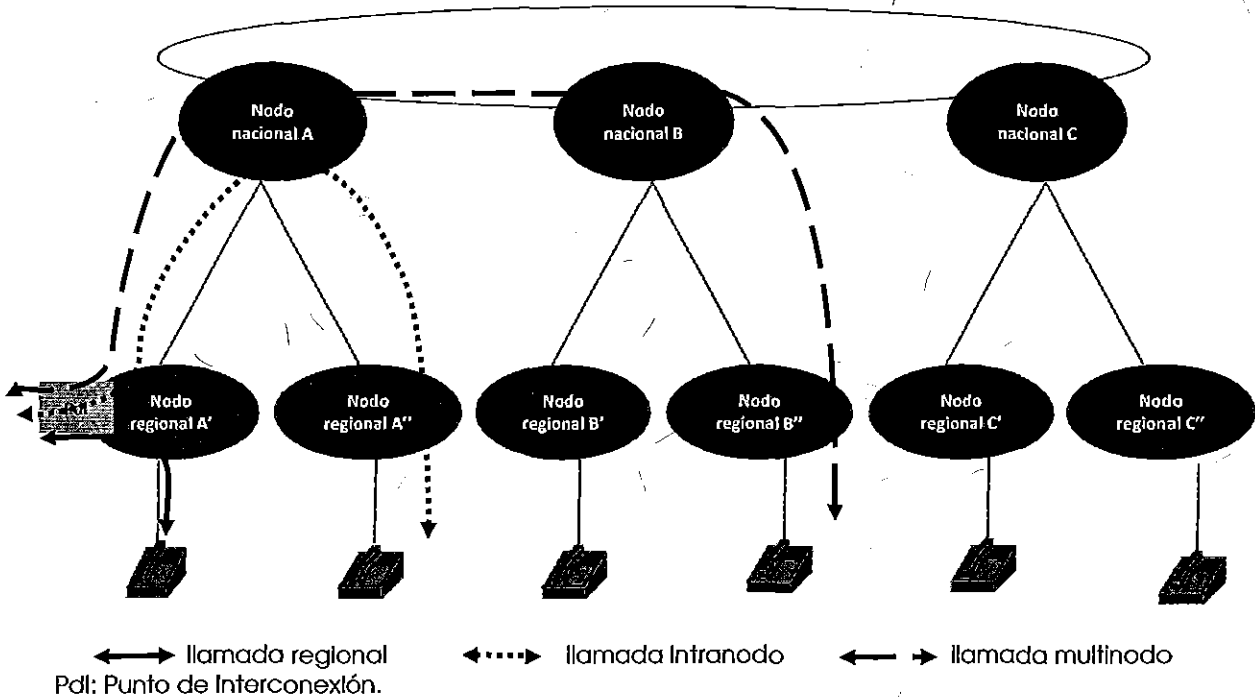 Nodo
nacional A
Nodo
nacional B
Nodo
nacional C
Nodo
regional A'
Nodo
regional A''
Nodo
regional B'
Nodo
regional B''
Nodo
regional C'
Nodo
regional C''
llamada regional
llamada Intranodo
llamada multinodo
PdI: Punto de Interconexión.